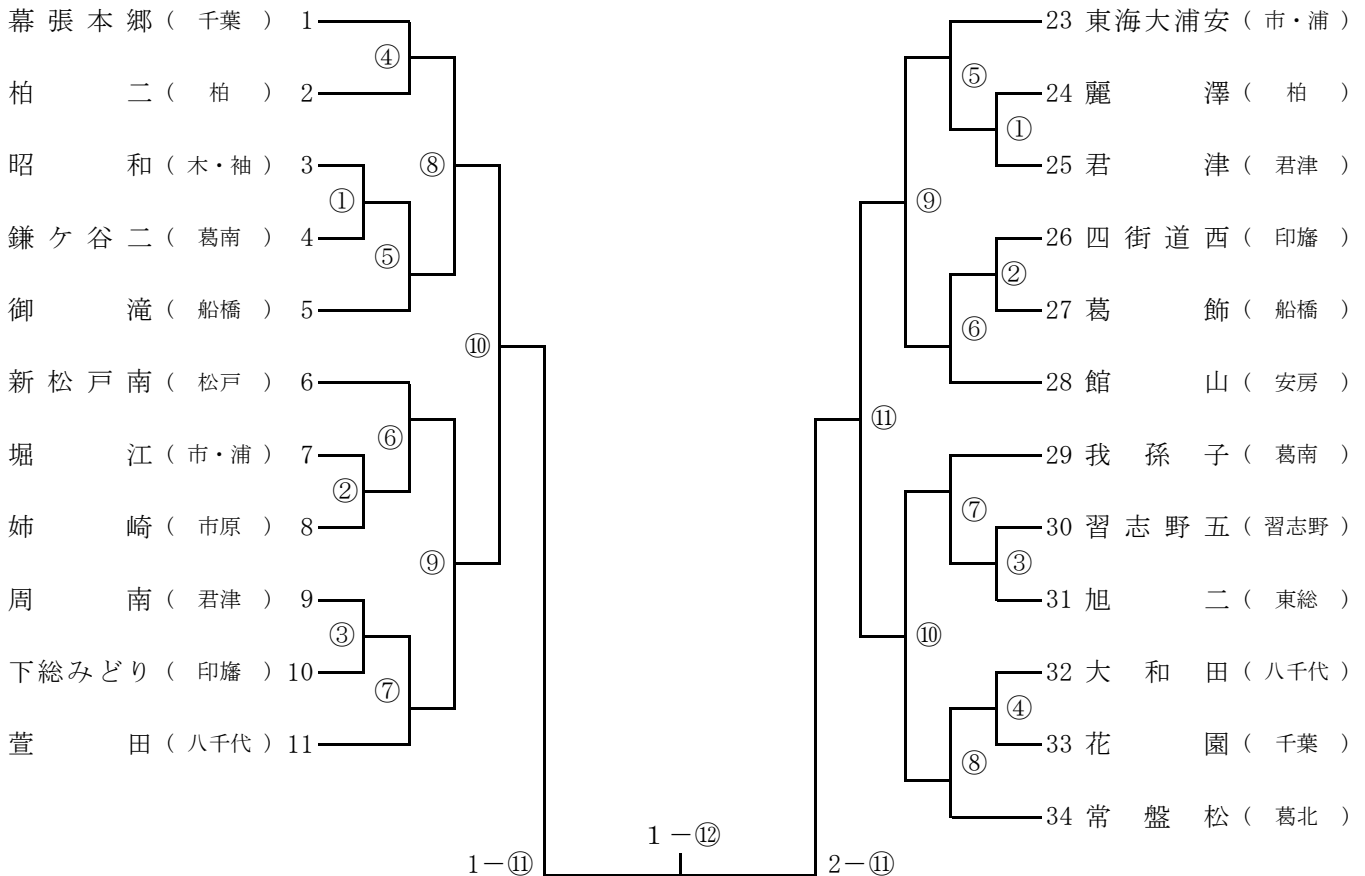 幕張本郷（ 千葉 ） 1
④
柏二（ 柏 ） 2
昭和（ 木・袖 ） 3
⑧
①
鎌ケ谷二（ 葛南 ） 4
⑤
御滝（ 船橋 ） 5
⑩
新松戸南（ 松戸 ） 6
⑥
堀江（ 市・浦 ） 7
②
姉崎（ 市原 ） 8
⑨
周南（ 君津 ） 9
③
下総みどり（ 印旛 ） 10
⑦
萱田（ 八千代 ） 11
23 東海大浦安（ 市・浦 ）
⑤
24 麗澤（ 柏 ）
①
25 君津（ 君津 ）
⑨
26 四街道西（ 印旛 ）
②
27 葛飾（ 船橋 ）
⑥
28 館山（ 安房 ）
⑪
29 我孫子（ 葛南 ）
⑦
30 習志野五（ 習志野 ）
③
31 旭二（ 東総 ）
⑩
32 大和田（ 八千代 ）
④
33 花園（ 千葉 ）
⑧
34 常盤松（ 葛北 ）
1－⑫
1－⑪
2－⑪